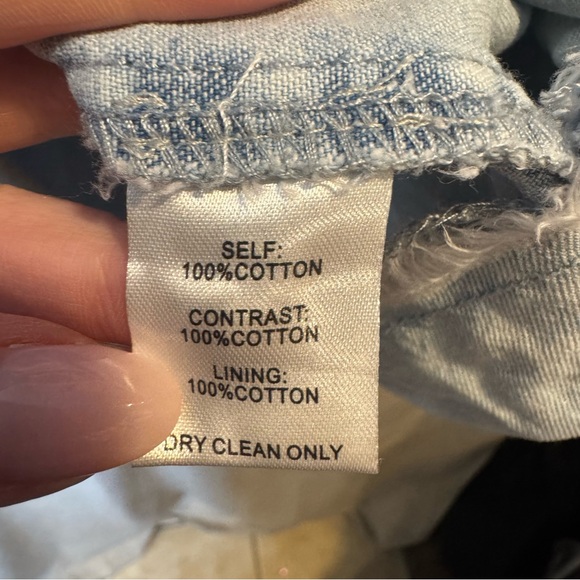 SELF:
100%COTTON
CONTRAST:
100%COTTON
LINING:
100%COTTON
DRY CLEAN ONLY